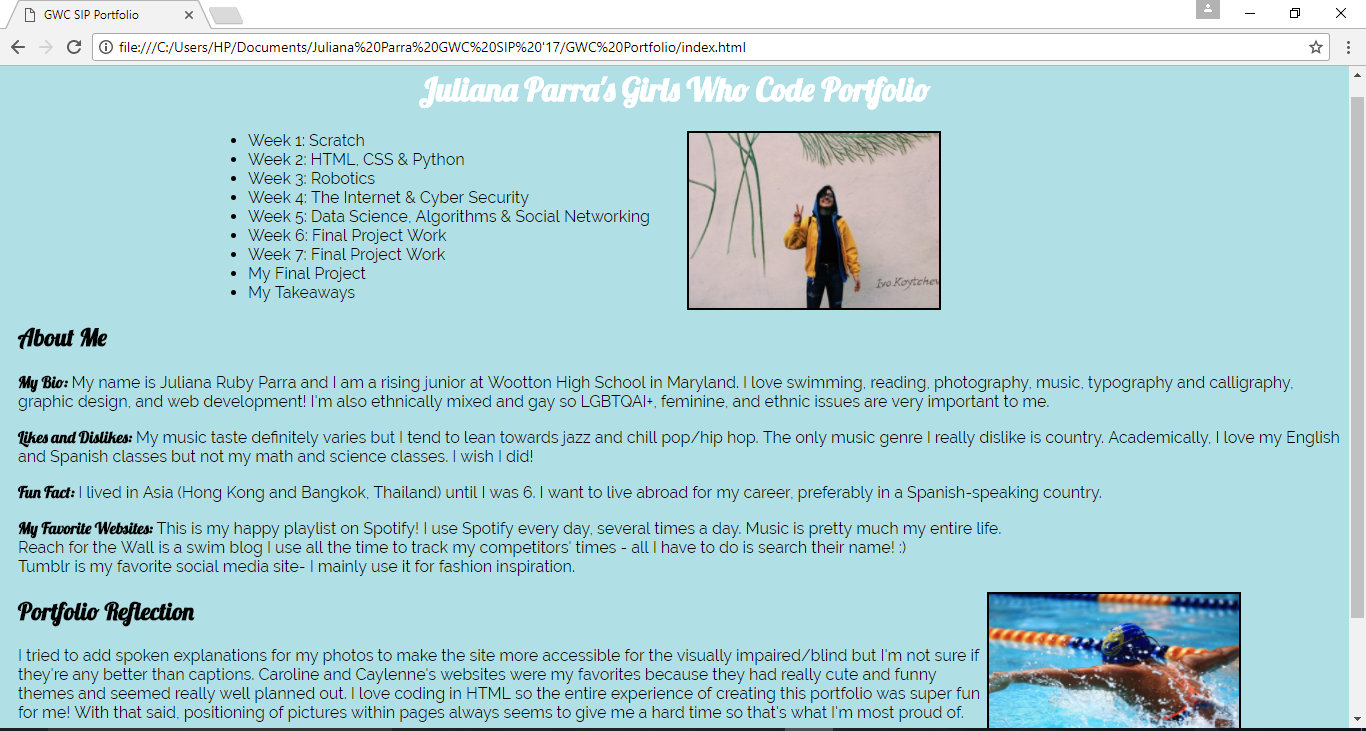 GWC SIP Portfolio
file:///C:/Users/HP/Documents/Juliana%20Parra%20GWC%20SIP%20'17/GWC%20Portfolio/index.html
Juliana Parra's Girls Who Code Portfolio
Week 1: Scratch
Week 2: HTML, CSS & Python
Week 3: Robotics
Week 4: The Internet & Cyber Security
Week 5: Data Science, Algorithms & Social Networking
Week 6: Final Project Work
Week 7: Final Project Work
My Final Project
My Takeaways
Ivo Koytchev
About Me
My Bio: My name is Juliana Ruby Parra and I am a rising junior at Wootton High School in Maryland. I love swimming, reading, photography, music, typography and calligraphy,
graphic design, and web development! I'm also ethnically mixed and gay so LGBTQAI+, feminine, and ethnic issues are very important to me.
Likes and Dislikes: My music taste definitely varies but I tend to lean towards jazz and chill pop/hip hop. The only music genre I really dislike is country. Academically, I love my English
and Spanish classes but not my math and science classes. I wish I did!
Fun Fact: I lived in Asia (Hong Kong and Bangkok, Thailand) until I was 6. I want to live abroad for my career, preferably in a Spanish-speaking country.
My Favorite Websites: This is my happy playlist on Spotify! I use Spotify every day, several times a day. Music is pretty much my entire life.
Reach for the Wall is a swim blog I use all the time to track my competitors' times - all I have to do is search their name! :)
Tumblr is my favorite social media site- I mainly use it for fashion inspiration.
Portfolio Reflection
I tried to add spoken explanations for my photos to make the site more accessible for the visually impaired/blind but I'm not sure if
they're any better than captions. Caroline and Caylenne's websites were my favorites because they had really cute and funny
themes and seemed really well planned out. I love coding in HTML so the entire experience of creating this portfolio was super fun
for me! With that said, positioning of pictures within pages always seems to give me a hard time so that's what I'm most proud of.